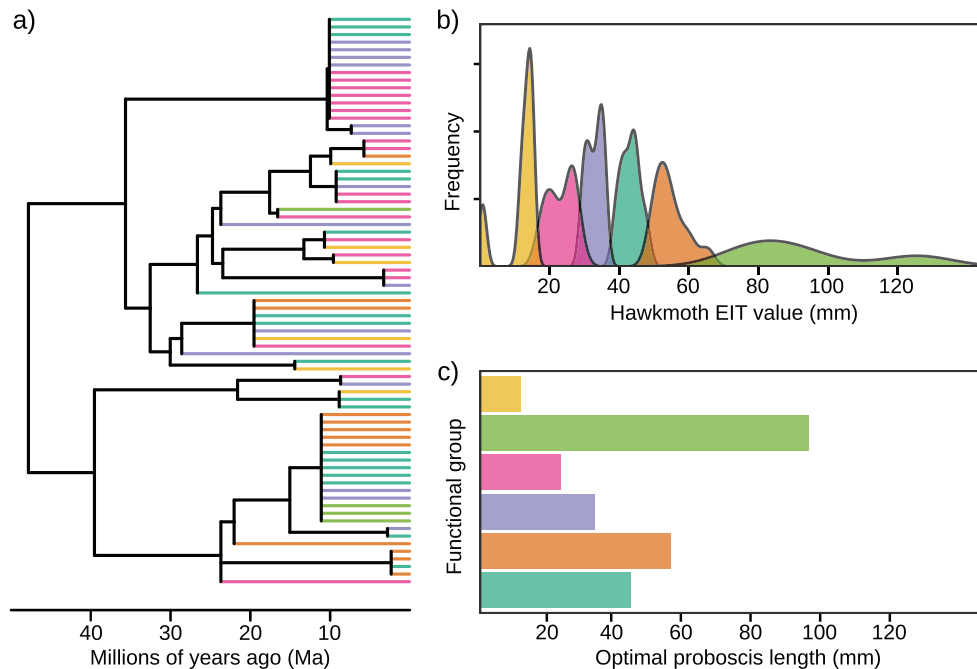 a)
40 30 20 10
Millions of years ago (Ma)
b)
Frequency
20 40 60 80 100 120
Hawkmoth EIT value (mm)
c)
Functional group
20 40 60 80 100 120
Optimal proboscis length (mm)